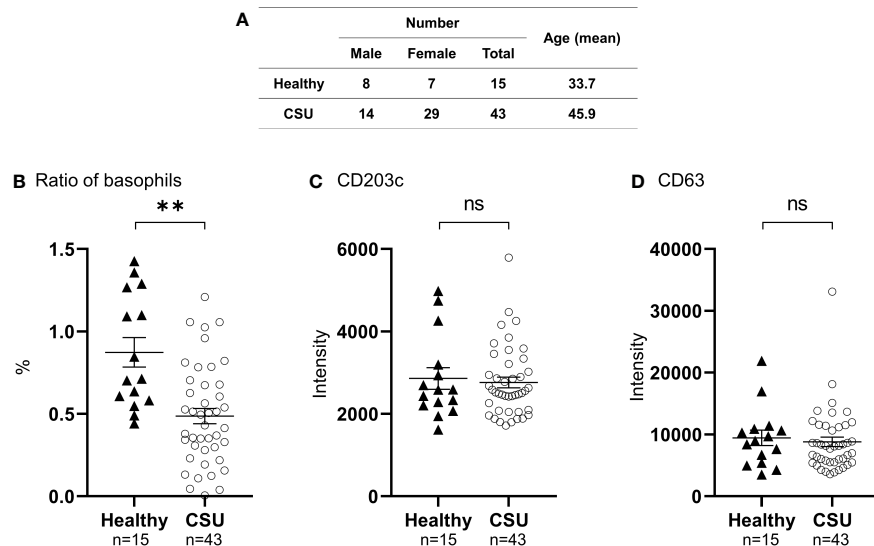 A
Number
Age (mean)
Male Female Total
Healthy 8 7 15 33.7
CSU 14 29 43 45.9
B Ratio of basophils
**
1.5
1.0
0.5
0.0
%
Healthy CSU
n=15 n=43
C CD203c
ns
6000
4000
2000
0
Intensity
Healthy CSU
n=15 n=43
D CD63
ns
40000
30000
20000
10000
0
Intensity
Healthy CSU
n=15 n=43